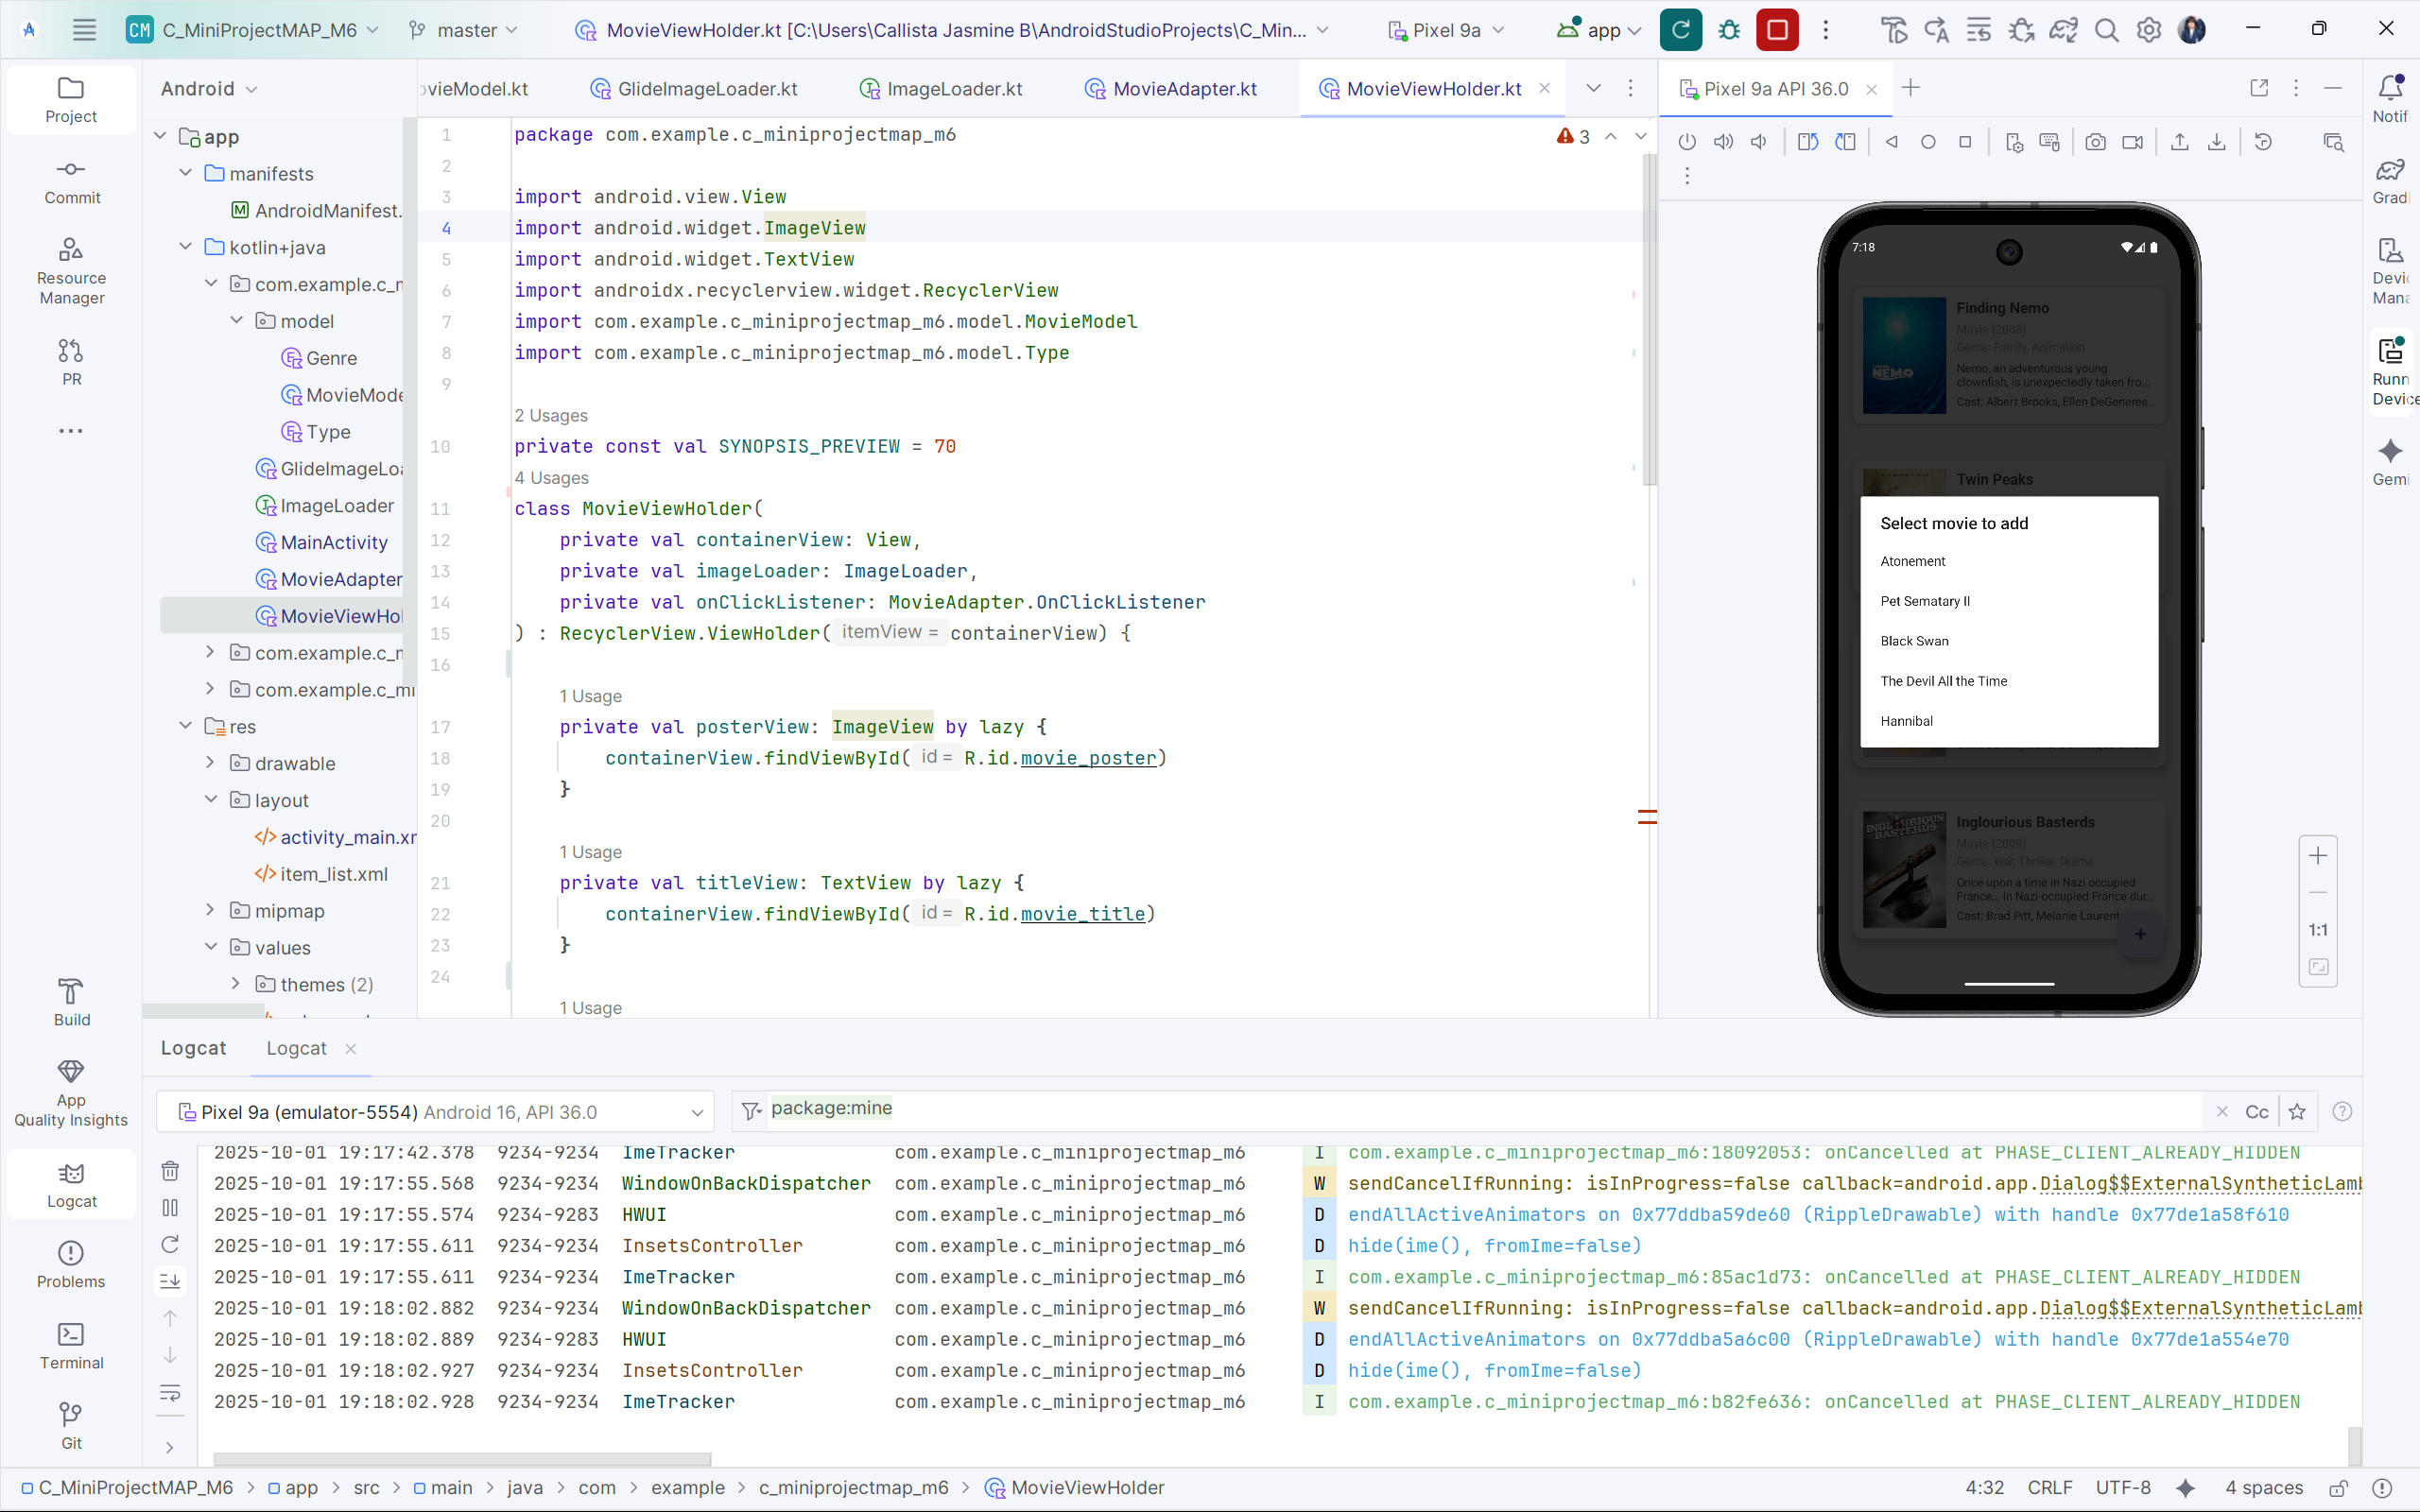 CM C_MiniProjectMAP_M6 master MovieViewHolder.kt [C:\Users\Callista Jasmine B\AndroidStudioProjects\C_Min... Pixel 9a app
Project
Commit
Resource
Manager
PR
Build
App
Quality Insights
Logcat
Problems
Terminal
Git
Android
app
manifests
AndroidManifest.
kotlin+java
com.example.c_m
model
Genre
MovieMode
Type
GlideImageLoa
ImageLoader
MainActivity
MovieAdapter
MovieViewHol
com.example.c_m
com.example.c_mi
res
drawable
layout
activity_main.xm
item_list.xml
mipmap
values
themes (2)
ovieModel.kt GlideImageLoader.kt ImageLoader.kt MovieAdapter.kt MovieViewHolder.kt
3
1 package com.example.c_miniprojectmap_m6
2
3 import android.view.View
4 import android.widget.ImageView
5 import android.widget.TextView
6 import androidx.recyclerview.widget.RecyclerView
7 import com.example.c_miniprojectmap_m6.model.MovieModel
8 import com.example.c_miniprojectmap_m6.model.Type
9
2 Usages
10 private const val SYNOPSIS_PREVIEW = 70
4 Usages
11 class MovieViewHolder(
12 private val containerView: View,
13 private val imageLoader: ImageLoader,
14 private val onClickListener: MovieAdapter.OnClickListener
15 ) : RecyclerView.ViewHolder( itemView = containerView) {
16
1 Usage
17 private val posterView: ImageView by lazy {
18 containerView.findViewById( id = R.id.movie_poster)
19 }
20
1 Usage
21 private val titleView: TextView by lazy {
22 containerView.findViewById( id = R.id.movie_title)
23 }
24
1 Usage
Pixel 9a API 36.0
7:18
Finding Nemo
Movie (2003)
Genre: Family, Animation
Nemo, an adventurous young
clownfish, is unexpectedly taken fro...
Cast: Albert Brooks, Ellen DeGeneres...
NEMO
Twin Peaks
Select movie to add
Atonement
Pet Sematary II
Black Swan
The Devil All the Time
Hannibal
INGLOURIOUS
BASTERDS
Inglourious Basterds
Movie (2009)
Genre: War, Thriller, Drama
Once upon a time in Nazi occupied
France... In Nazi-occupied France dur...
Cast: Brad Pitt, Melanie Laurent
+
1:1
Notif
Gradl
Devic
Mana
Runn
Device
Gemi
Logcat Logcat
Pixel 9a (emulator-5554) Android 16, API 36.0 package:mine Cc
2025-10-01 19:17:42.378 9234-9234 ImeTracker com.example.c_miniprojectmap_m6 I com.example.c_miniprojectmap_m6:18092053: onCancelled at PHASE_CLIENT_ALREADY_HIDDEN
2025-10-01 19:17:55.568 9234-9234 WindowOnBackDispatcher com.example.c_miniprojectmap_m6 W sendCancelIfRunning: isInProgress=false callback=android.app.Dialog$$ExternalSyntheticLamb
2025-10-01 19:17:55.574 9234-9283 HWUI com.example.c_miniprojectmap_m6 D endAllActiveAnimators on 0x77ddba59de60 (RippleDrawable) with handle 0x77de1a58f610
2025-10-01 19:17:55.611 9234-9234 InsetsController com.example.c_miniprojectmap_m6 D hide(ime(), fromIme=false)
2025-10-01 19:17:55.611 9234-9234 ImeTracker com.example.c_miniprojectmap_m6 I com.example.c_miniprojectmap_m6:85ac1d73: onCancelled at PHASE_CLIENT_ALREADY_HIDDEN
2025-10-01 19:18:02.882 9234-9234 WindowOnBackDispatcher com.example.c_miniprojectmap_m6 W sendCancelIfRunning: isInProgress=false callback=android.app.Dialog$$ExternalSyntheticLamb
2025-10-01 19:18:02.889 9234-9283 HWUI com.example.c_miniprojectmap_m6 D endAllActiveAnimators on 0x77ddba5a6c00 (RippleDrawable) with handle 0x77de1a554e70
2025-10-01 19:18:02.927 9234-9234 InsetsController com.example.c_miniprojectmap_m6 D hide(ime(), fromIme=false)
2025-10-01 19:18:02.928 9234-9234 ImeTracker com.example.c_miniprojectmap_m6 I com.example.c_miniprojectmap_m6:b82fe636: onCancelled at PHASE_CLIENT_ALREADY_HIDDEN
C_MiniProjectMAP_M6 > app > src > main > java > com > example > c_miniprojectmap_m6 > MovieViewHolder 4:32 CRLF UTF-8 4 spaces